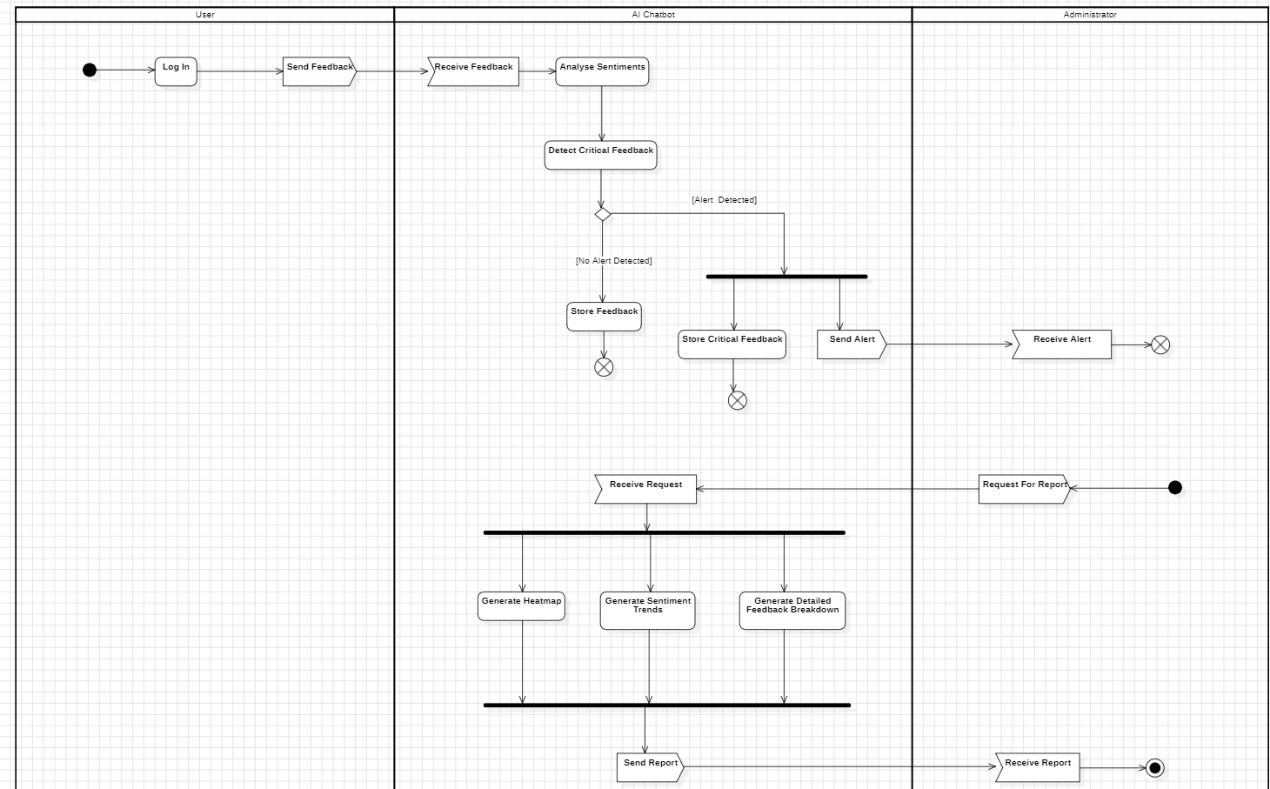 User
AI Chatbot
Administrator
Log In
Send Feedback
Receive Feedback
Analyse Sentiments
Detect Critical Feedback
[Alert Detected]
[No Alert Detected]
Store Feedback
Store Critical Feedback
Send Alert
Receive Alert
Receive Request
Request For Report
Generate Heatmap
Generate Sentiment
Trends
Generate Detailed
Feedback Breakdown
Send Report
Receive Report